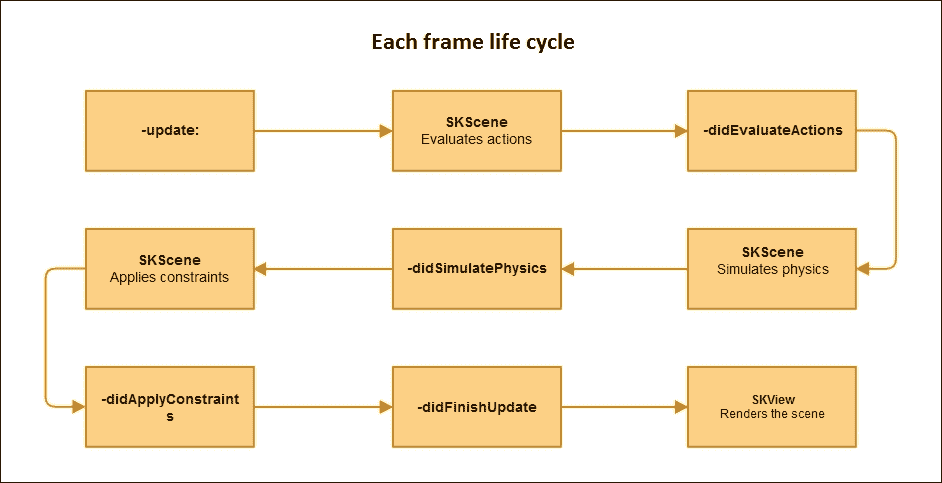 Each frame life cycle
-update:
SKScene
Evaluates actions
-didEvaluateActions
SKScene
Applies constraints
-didSimulatePhysics
SKScene
Simulates physics
-didApplyConstraint
s
-didFinishUpdate
SKView
Renders the scene